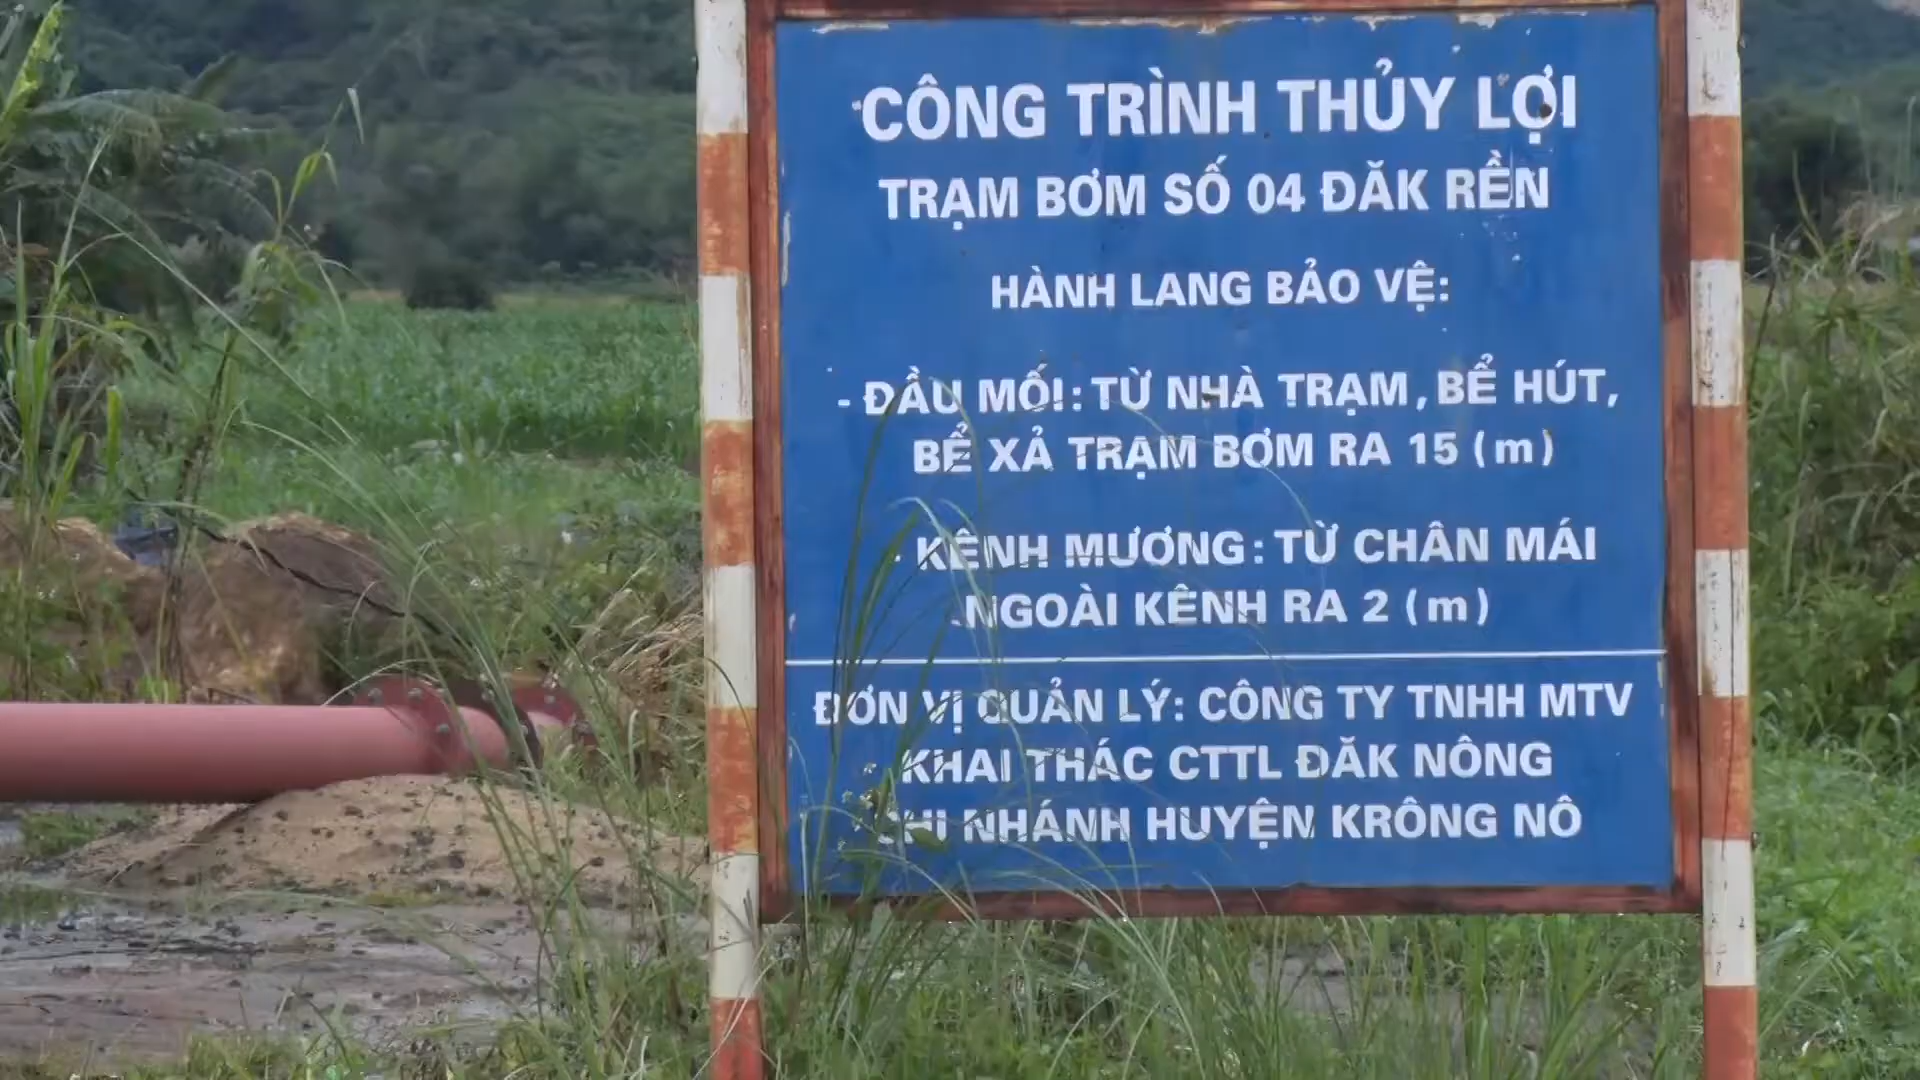 CÔNG TRÌNH THỦY LỢI
TRẠM BƠM SỐ 04 ĐĂK RỀN
HÀNH LANG BẢO VỆ:
- ĐẦU MỐI: TỪ NHÀ TRẠM, BỂ HÚT,
BỂ XẢ TRẠM BƠM RA 15 (m)
- KÊNH MƯƠNG: TỪ CHÂN MÁI
NGOÀI KÊNH RA 2 (m)
ĐƠN VỊ QUẢN LÝ: CÔNG TY TNHH MTV
KHAI THÁC CTTL ĐĂK NÔNG
CHI NHÁNH HUYỆN KRÔNG NÔ